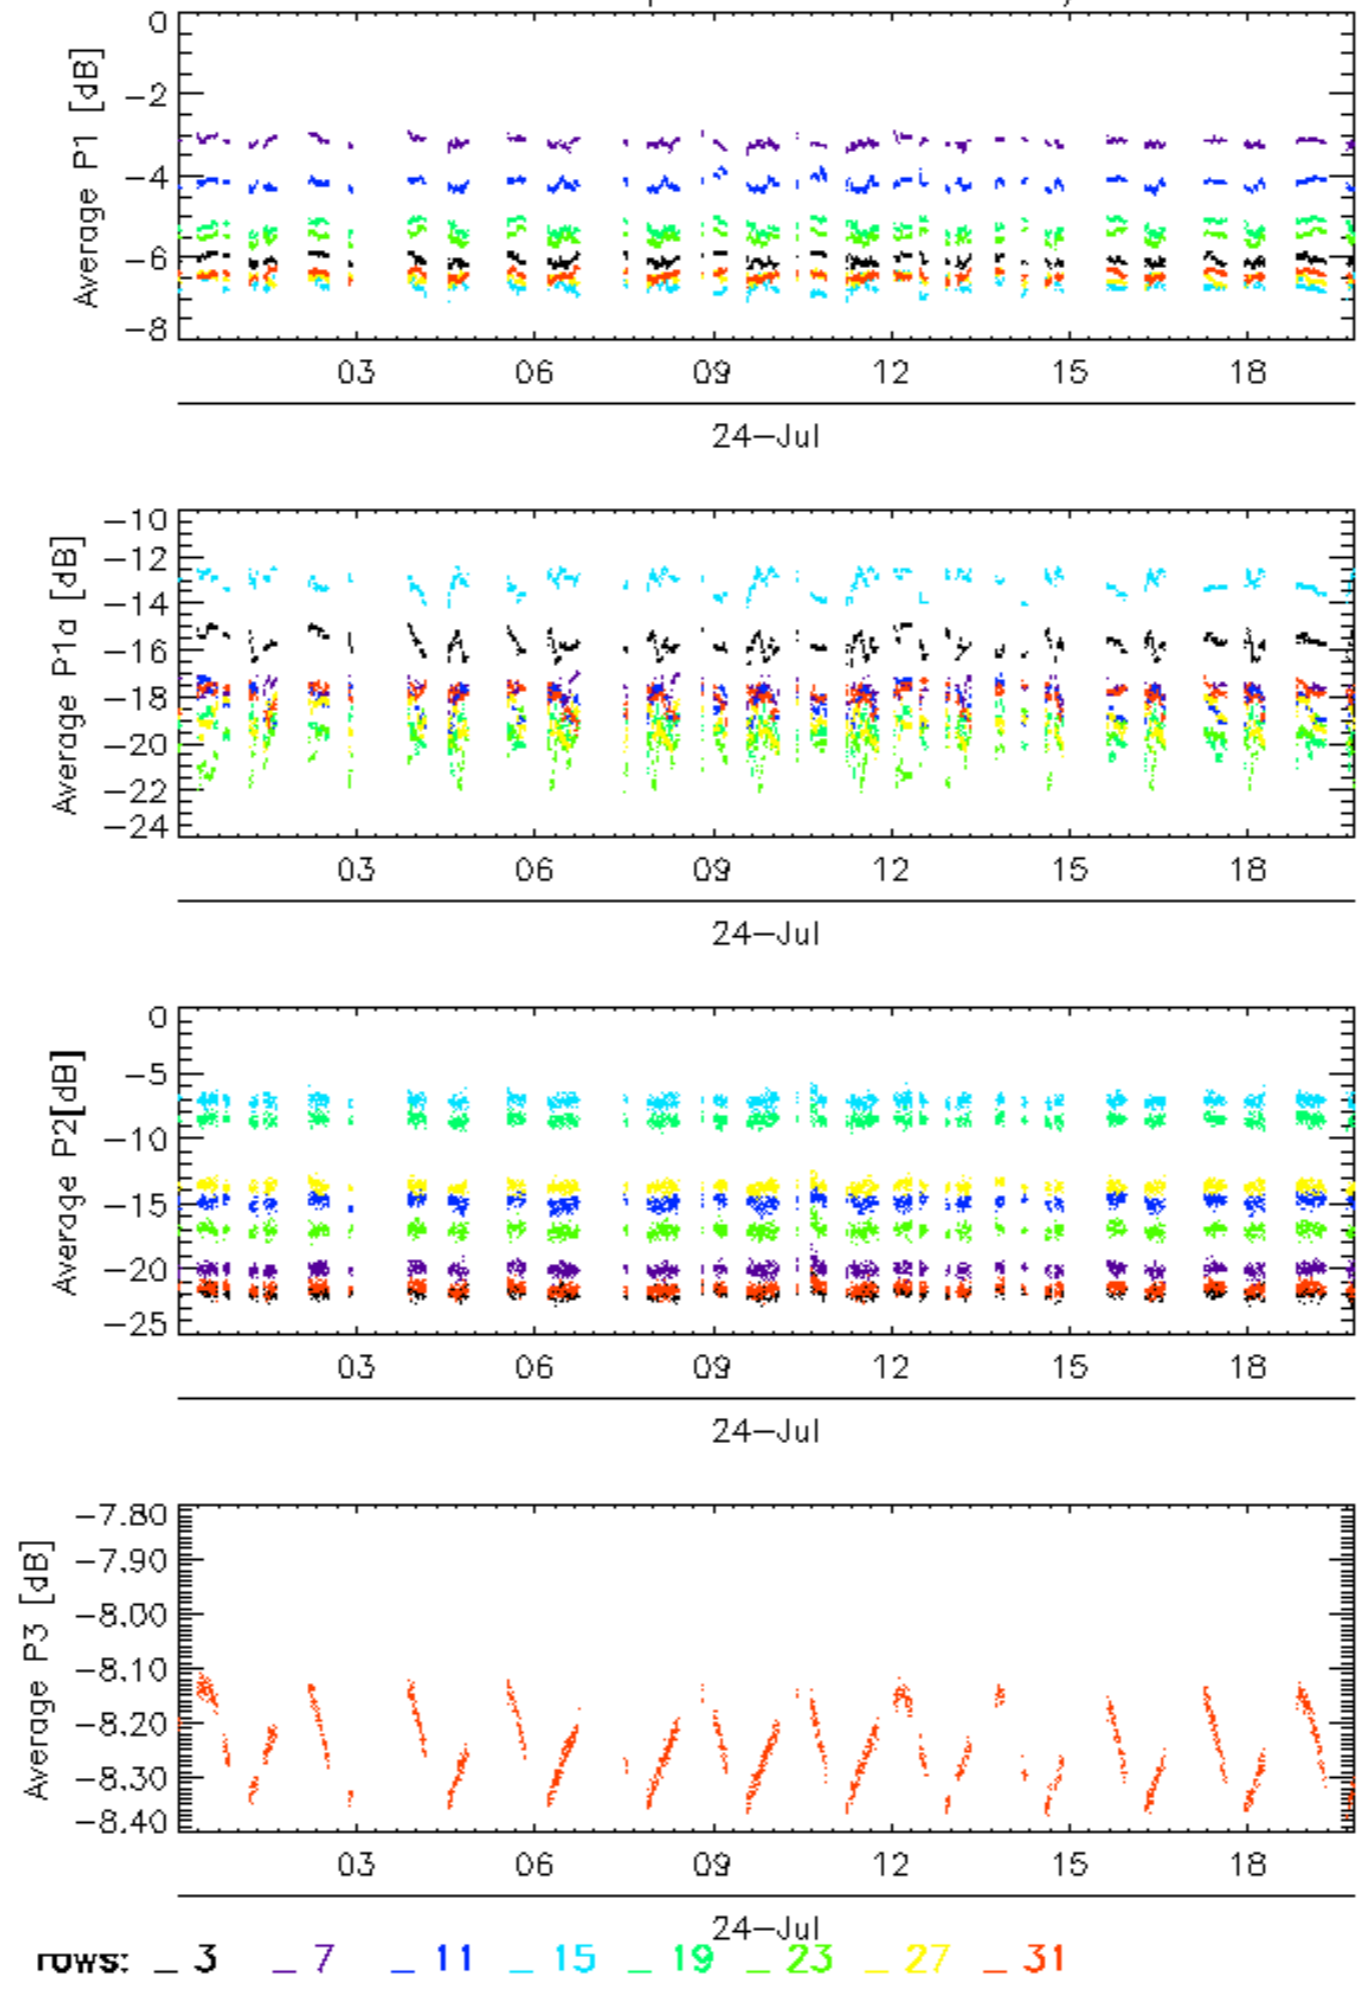 Average P1 [dB]
0
−2
−4
−6
−8
03 06 09 12 15 18
24−Jul
Average P1a [dB]
−10
−12
−14
−16
−18
−20
−22
−24
03 06 09 12 15 18
24−Jul
Average P2[dB]
0
−5
−10
−15
−20
−25
03 06 09 12 15 18
24−Jul
Average P3 [dB]
−7.80
−7.90
−8.00
−8.10
−8.20
−8.30
−8.40
03 06 09 12 15 18
24−Jul
rows: _ 3 _ 7 _ 11 _ 15 _ 19 _ 23 _ 27 _ 31